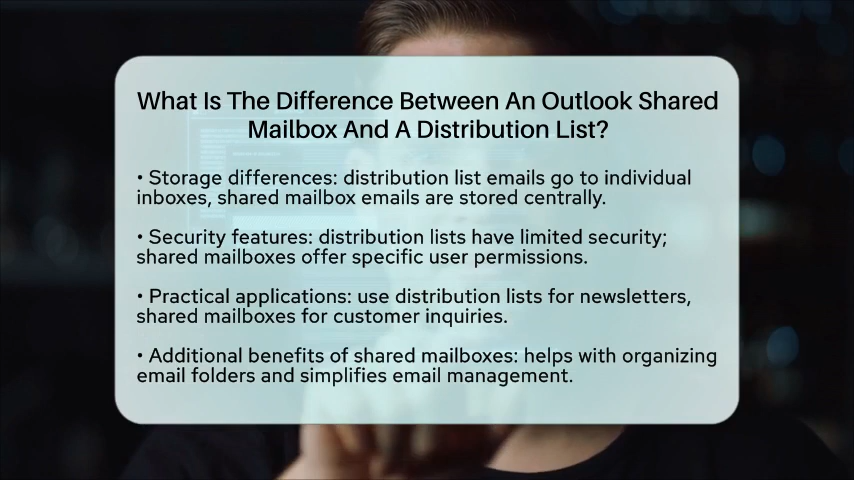 What Is The Difference Between An Outlook Shared
Mailbox And A Distribution List?
• Storage differences: distribution list emails go to individual
inboxes, shared mailbox emails are stored centrally.
• Security features: distribution lists have limited security;
shared mailboxes offer specific user permissions.
• Practical applications: use distribution lists for newsletters,
shared mailboxes for customer inquiries.
• Additional benefits of shared mailboxes: helps with organizing
email folders and simplifies email management.